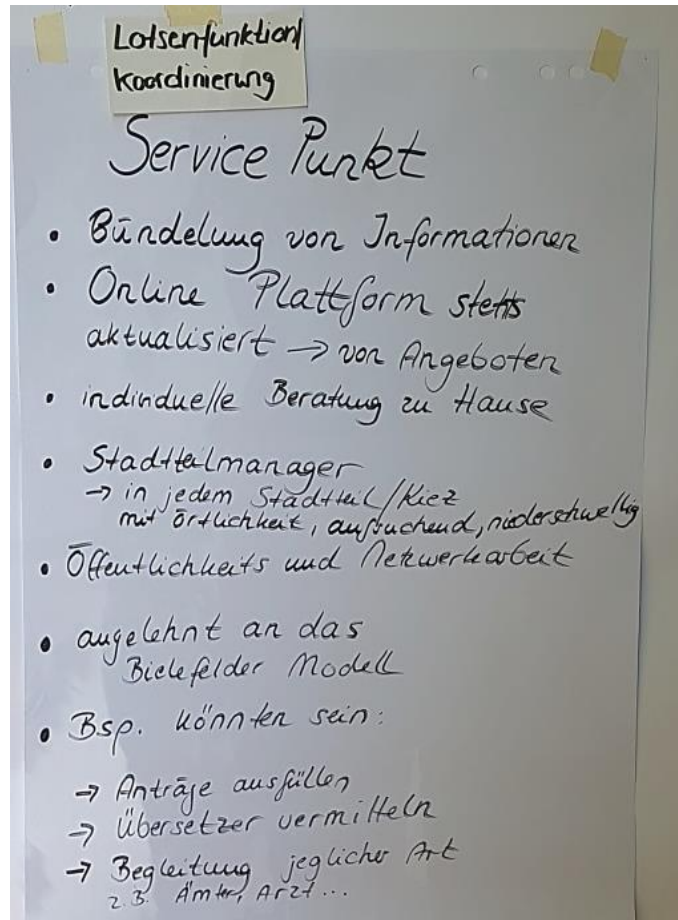 Lotsenfunktion/
Koordinierung
Service Punkt
• Bündelung von Informationen
• Online Plattform stetts
aktualisiert → von Angeboten
• indinduelle Beratung zu Hause
• Stadtteilmanager
→ in jedem Stadtteil/Kiez
mit Örtlichkeit, aufsuchend, niederschwellig
• Öffentlichkeits und Netzwerkarbeit
• angelehnt an das
Bielefelder Modell
• Bsp. könnten sein:
→ Anträge ausfüllen
→ Übersetzer vermitteln
→ Begleitung jeglicher Art
z.B. Ämter, Arzt...